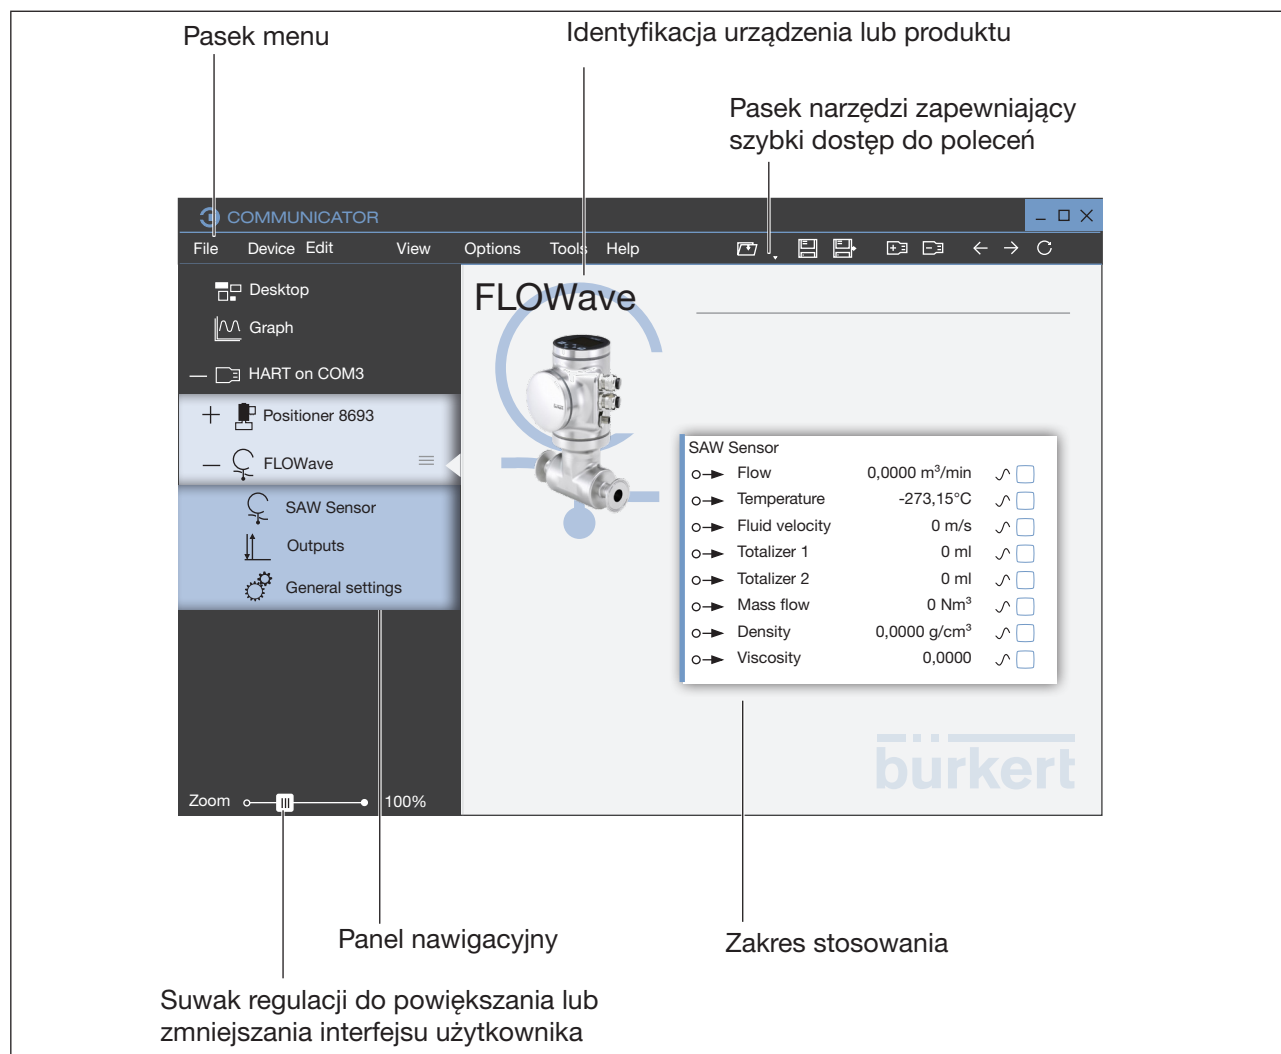 Pasek menu
Identyfikacja urządzenia lub produktu
Pasek narzędzi zapewniający
szybki dostęp do poleceń
COMMUNICATOR
File Device Edit View Options Tools Help
Desktop
Graph
HART on COM3
Positioner 8693
FLOWave
SAW Sensor
Outputs
General settings
Zoom 100%
FLOWave
SAW Sensor
Flow 0,0000 m³/min
Temperature -273,15°C
Fluid velocity 0 m/s
Totalizer 1 0 ml
Totalizer 2 0 ml
Mass flow 0 Nm³
Density 0,0000 g/cm³
Viscosity 0,0000
burkert
Panel nawigacyjny
Zakres stosowania
Suwak regulacji do powiększania lub
zmniejszania interfejsu użytkownika